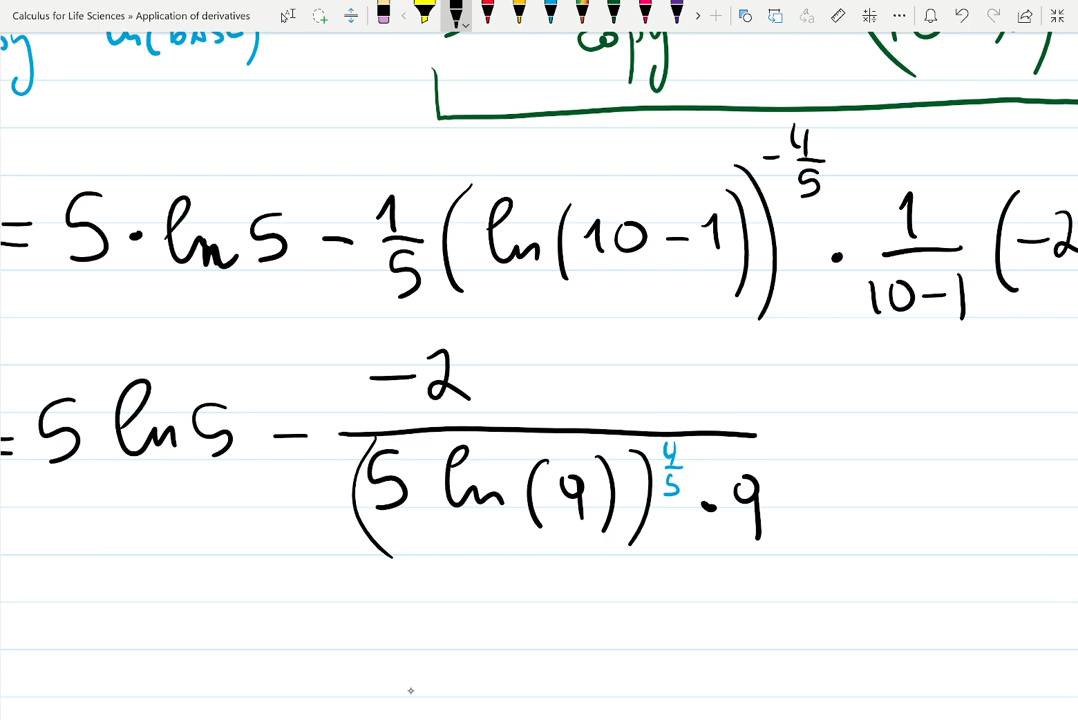 Calculus for Life Sciences » Application of derivatives
copy
= 5 · ln 5 - 1/5 (ln(10-1))^(-4/5) · 1/(10-1) (-2
= 5 ln 5 - (-2)/((5 ln(9))^(4/5) · 9)